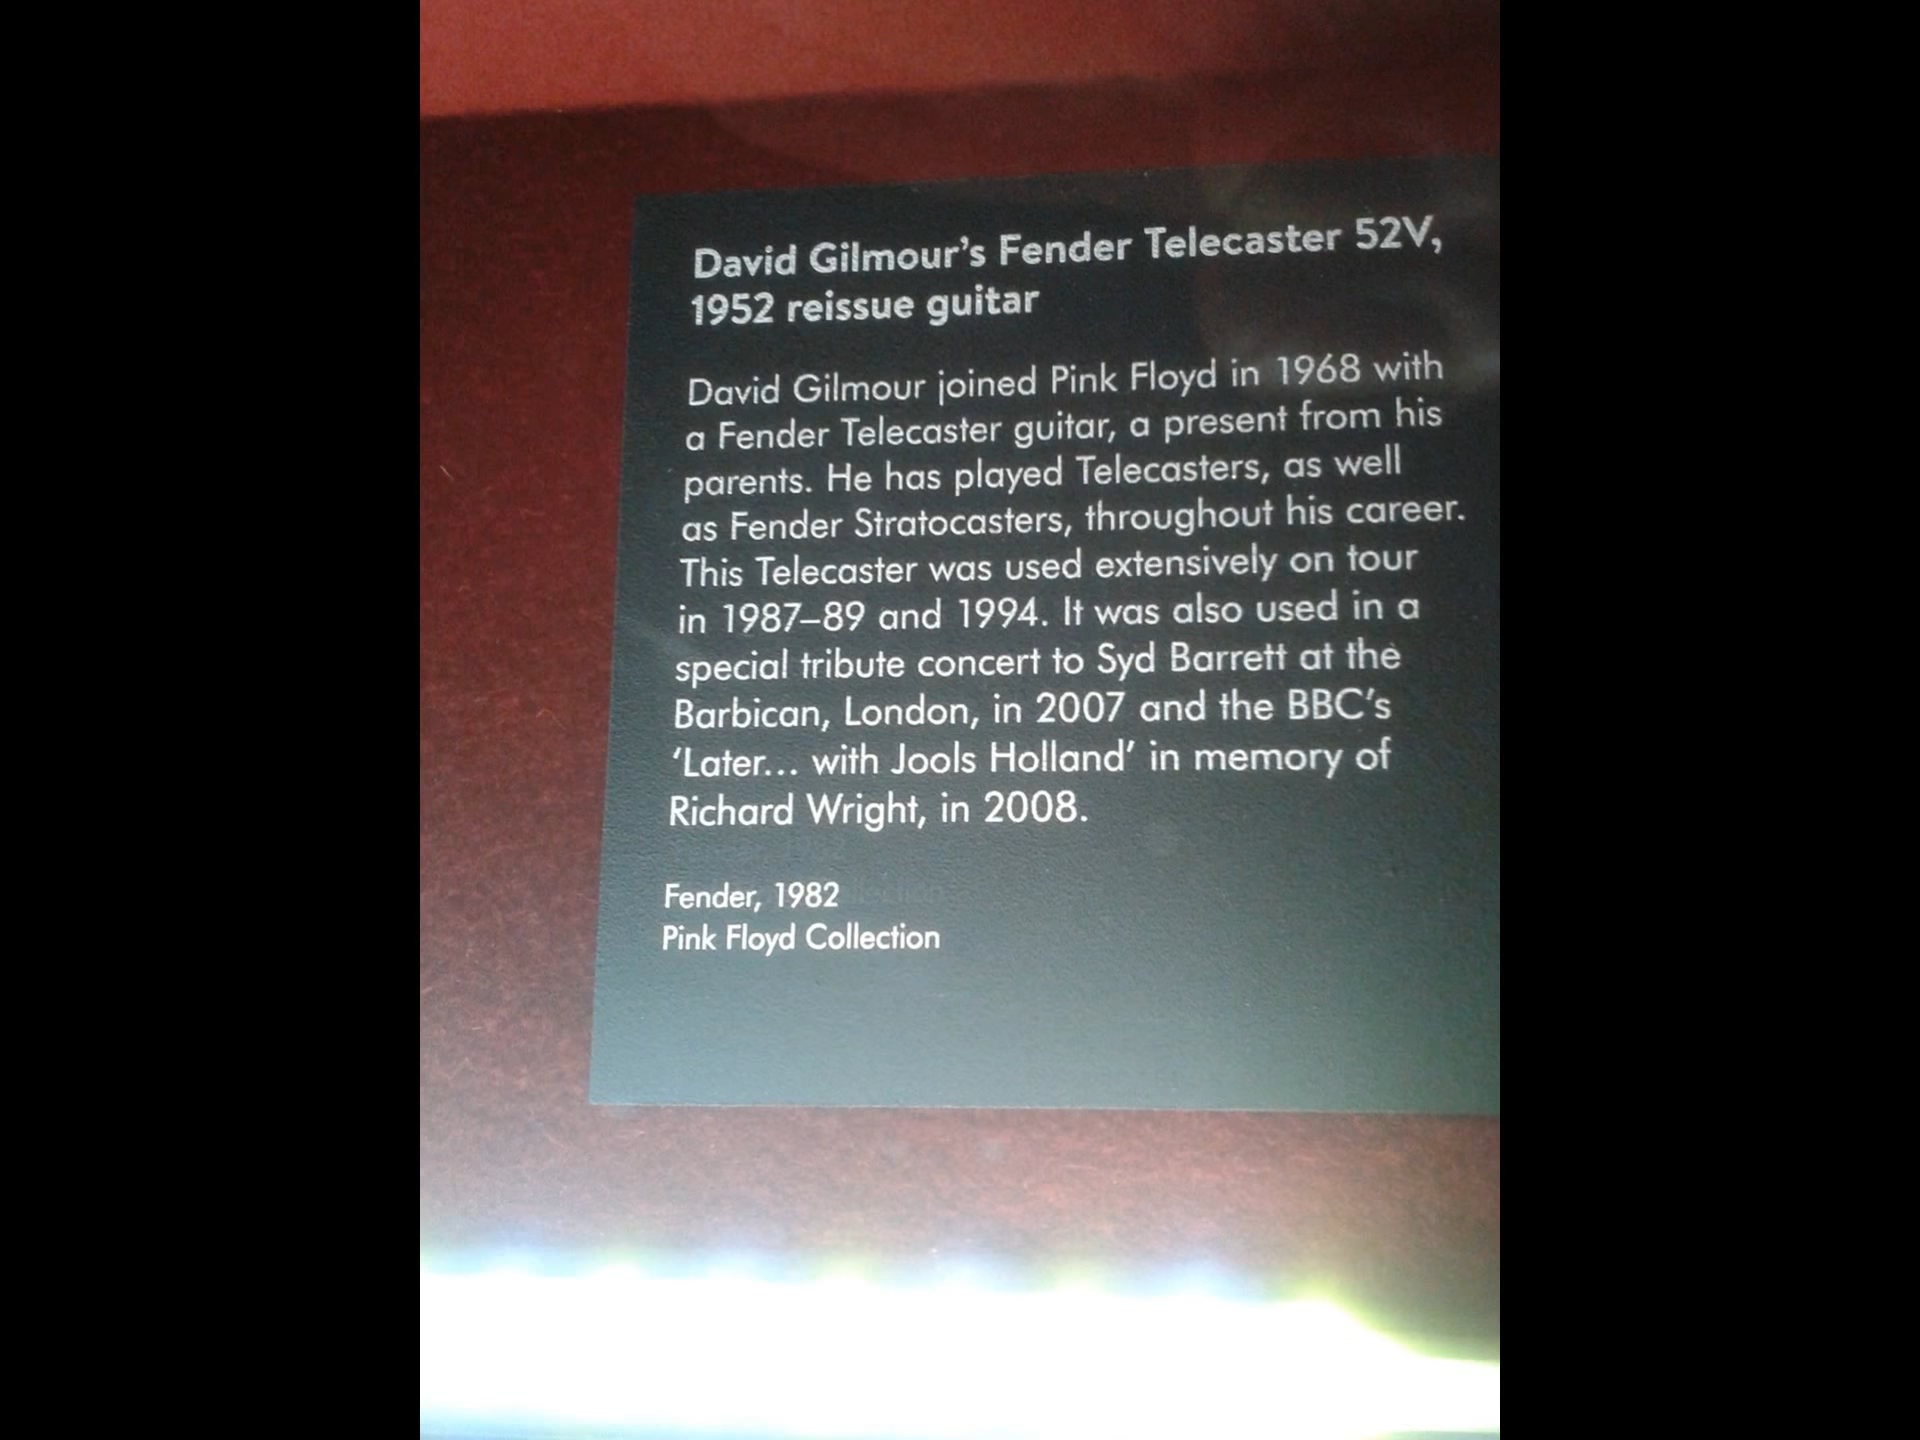 David Gilmour’s Fender Telecaster 52V,
1952 reissue guitar
David Gilmour joined Pink Floyd in 1968 with
a Fender Telecaster guitar, a present from his
parents. He has played Telecasters, as well
as Fender Stratocasters, throughout his career.
This Telecaster was used extensively on tour
in 1987–89 and 1994. It was also used in a
special tribute concert to Syd Barrett at the
Barbican, London, in 2007 and the BBC’s
‘Later... with Jools Holland’ in memory of
Richard Wright, in 2008.
Fender, 1982
Pink Floyd Collection